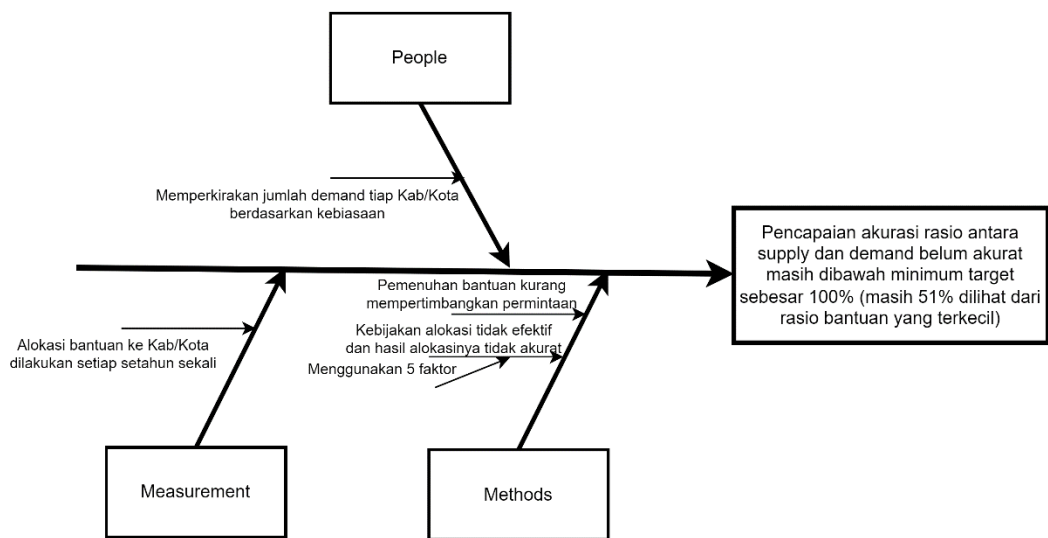 People
Memperkirakan jumlah demand tiap Kab/Kota
berdasarkan kebiasaan
Pencapaian akurasi rasio antara
supply dan demand belum akurat
masih dibawah minimum target
sebesar 100% (masih 51% dilihat dari
rasio bantuan yang terkecil)
Pemenuhan bantuan kurang
mempertimbangkan permintaan
Kebijakan alokasi tidak efektif
dan hasil alokasinya tidak akurat
Menggunakan 5 faktor
Alokasi bantuan ke Kab/Kota
dilakukan setiap setahun sekali
Measurement
Methods